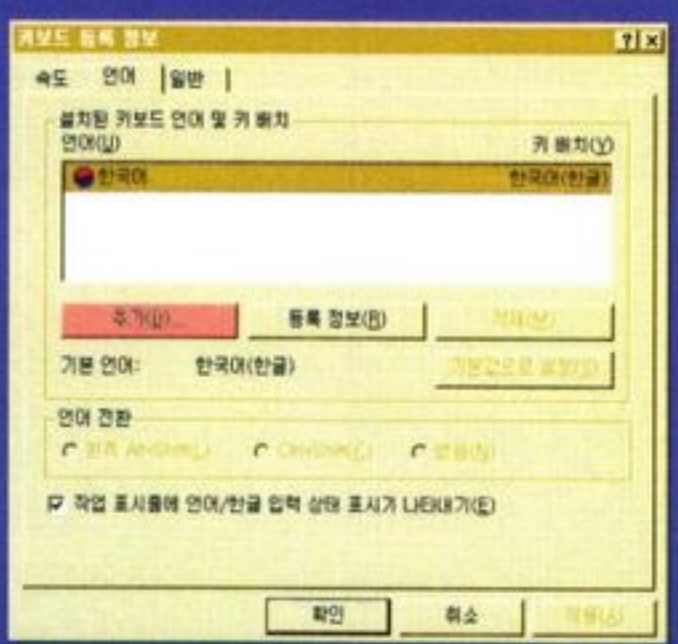 키보드 등록 정보
속도 언어 일반
설치된 키보드 언어 및 키 배치
언어(U) 키 배치(Y)
한국어 한국어(한글)
추가(D)... 등록 정보(R) 삭제(M)
기본 언어: 한국어(한글) 기본값으로 설정(S)
언어 전환
왼쪽 Alt+Shift(L) Ctrl+Shift(C) 없음(N)
작업 표시줄에 언어/한글 입력 상태 표시기 나타내기(E)
확인 취소 적용(A)